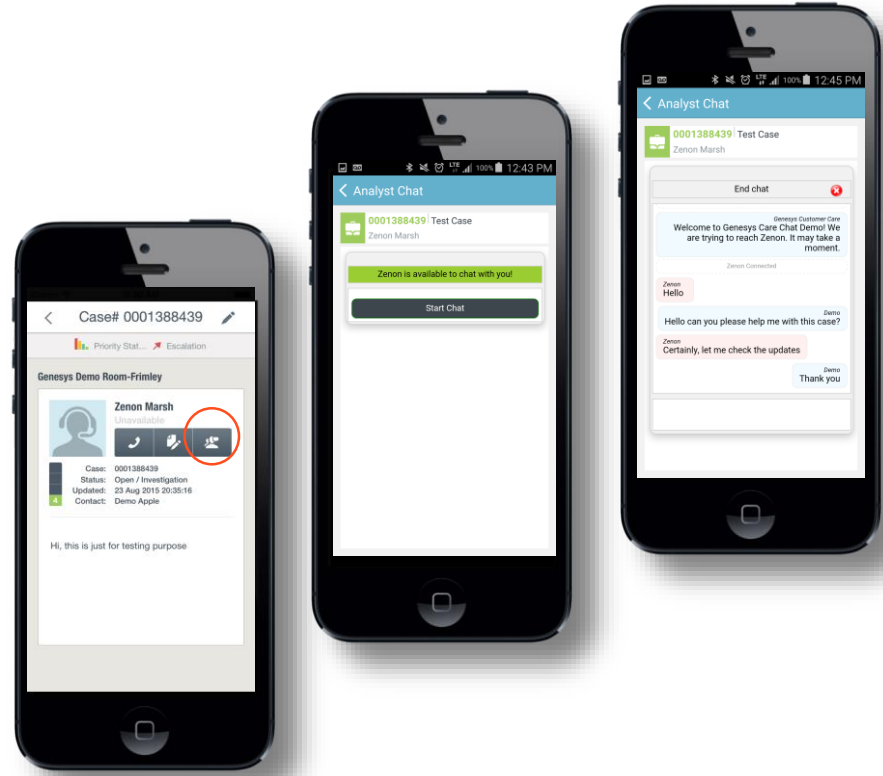 Case# 0001388439
Priority Stat... Escalation
Genesys Demo Room-Frimley
Zenon Marsh
Unavailable
Case: 0001388439
Status: Open / Investigation
Updated: 23 Aug 2015 20:35:16
4 Contact: Demo Apple
Hi, this is just for testing purpose
LTE 100% 12:43 PM
Analyst Chat
0001388439 Test Case
Zenon Marsh
Zenon is available to chat with you!
Start Chat
LTE 100% 12:45 PM
Analyst Chat
0001388439 Test Case
Zenon Marsh
End chat
Genesys Customer Care
Welcome to Genesys Care Chat Demo! We
are trying to reach Zenon. It may take a
moment.
Zenon Connected
Zenon
Hello
Demo
Hello can you please help me with this case?
Zenon
Certainly, let me check the updates
Demo
Thank you